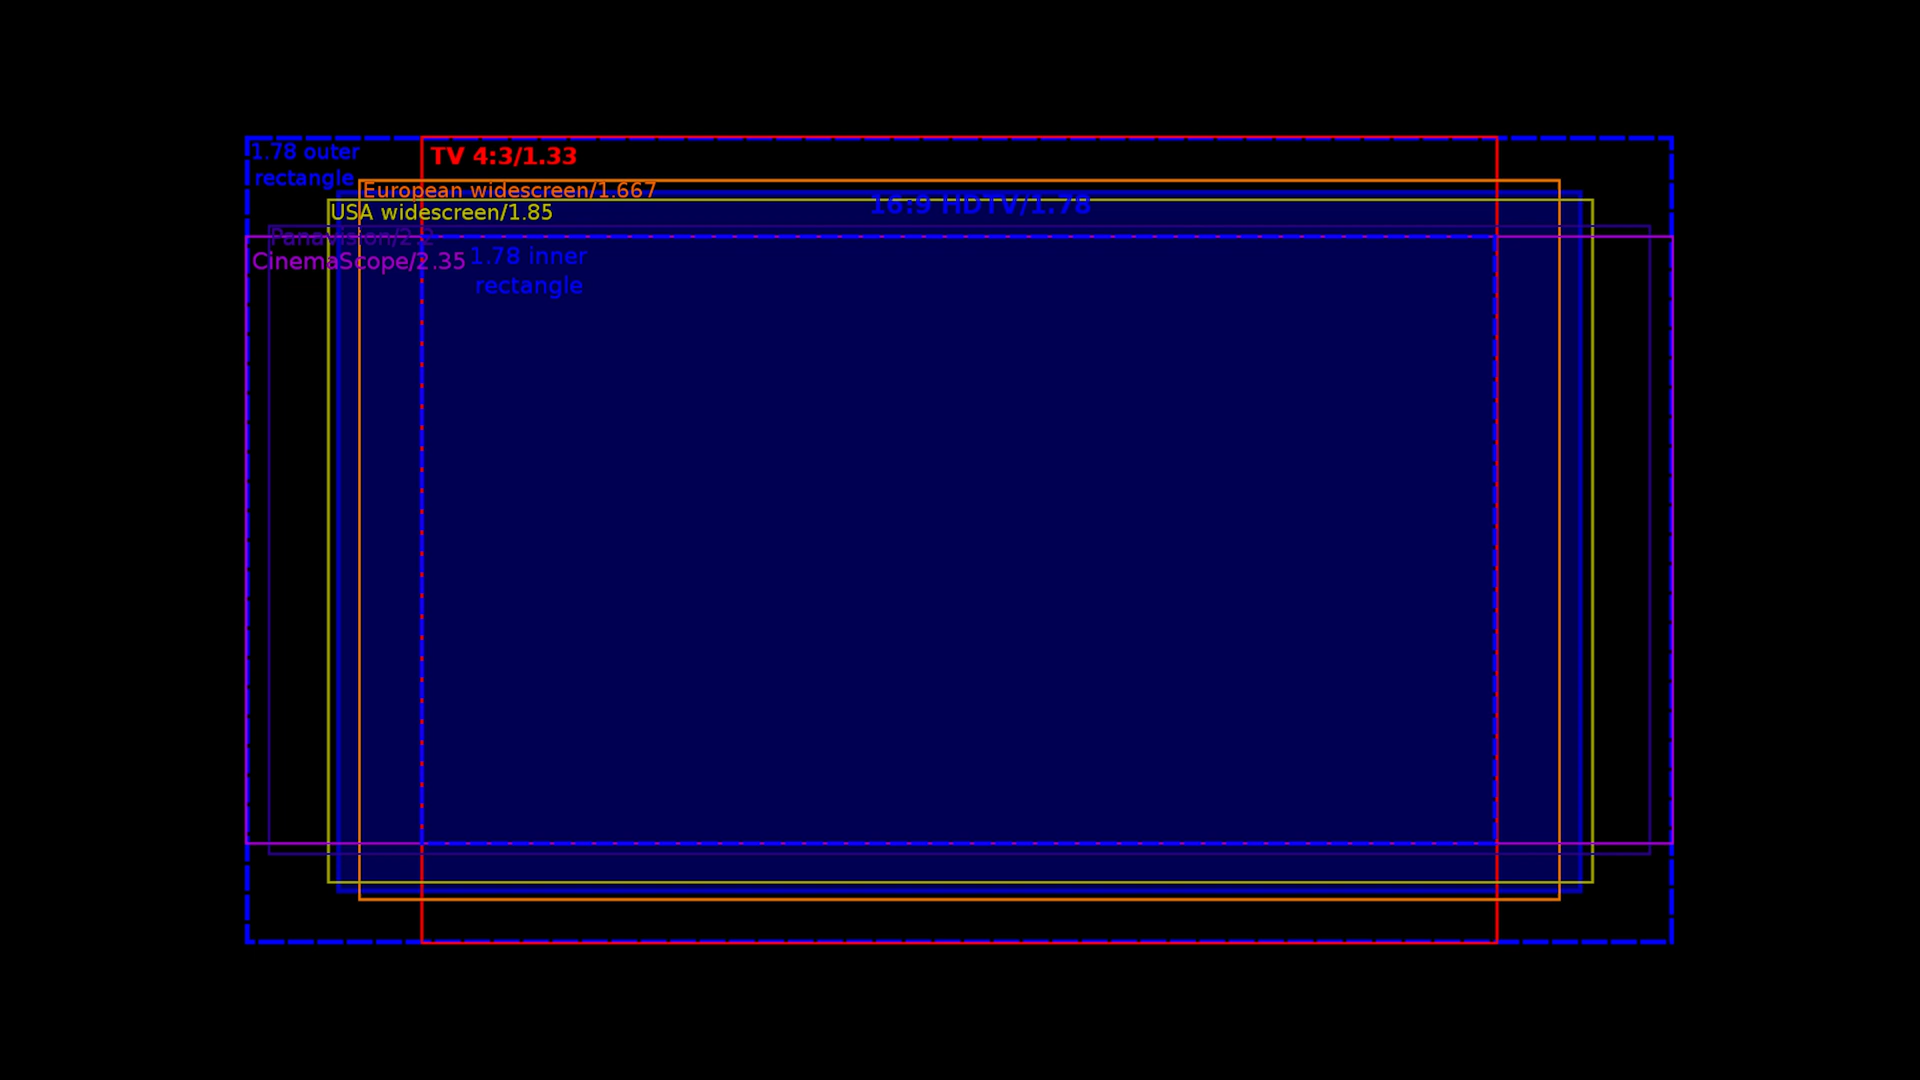 1.78 outer
rectangle
TV 4:3/1.33
European widescreen/1.667
16:9 HDTV/1.78
USA widescreen/1.85
Panavision/2.2
CinemaScope/2.35
1.78 inner
rectangle